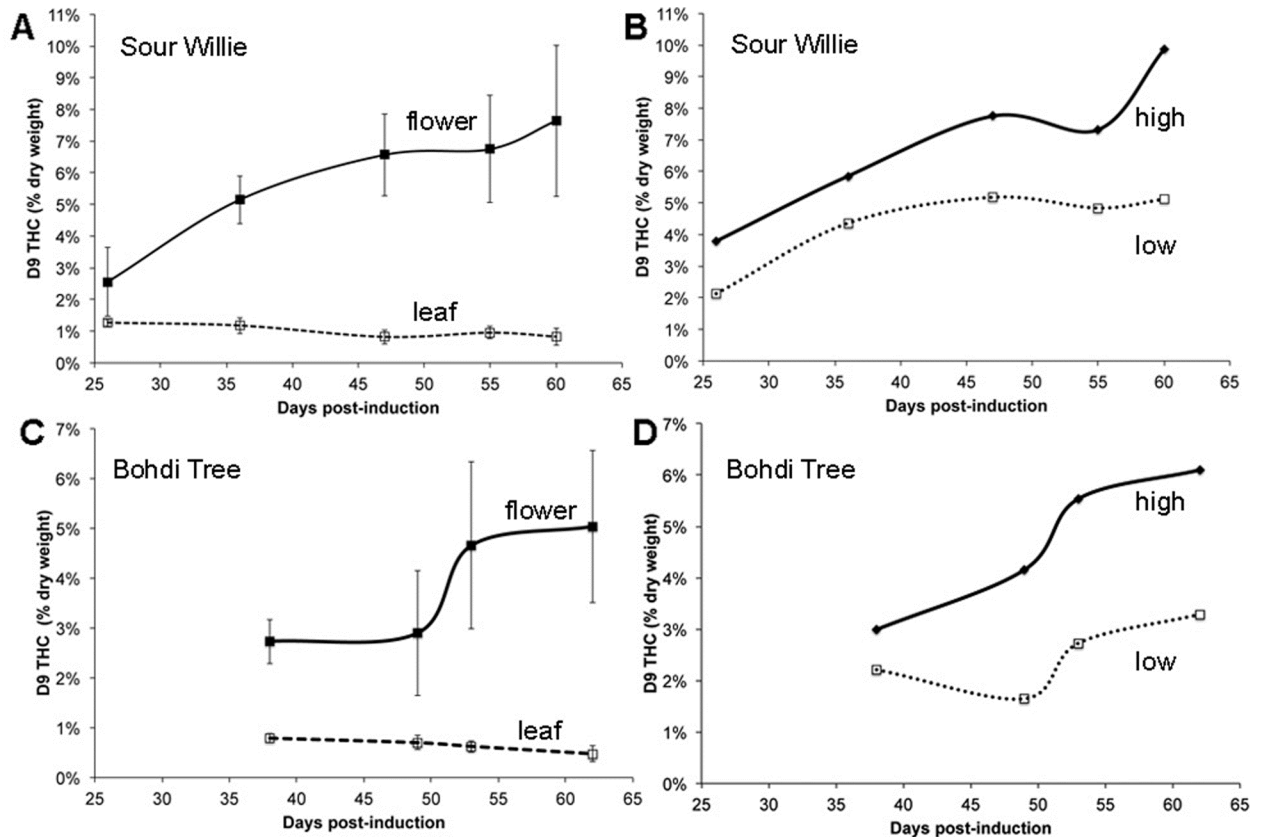 A
Sour Willie
D9 THC (% dry weight)
11%
10%
9%
8%
7%
6%
5%
4%
3%
2%
1%
0%
flower
leaf
25 30 35 40 45 50 55 60 65
Days post-induction
B
Sour Willie
D9 THC (% dry weight)
11%
10%
9%
8%
7%
6%
5%
4%
3%
2%
1%
0%
high
low
25 30 35 40 45 50 55 60 65
Days post-induction
C
Bohdi Tree
D9 THC (% dry weight)
7%
6%
5%
4%
3%
2%
1%
0%
flower
leaf
25 30 35 40 45 50 55 60 65
Days post-induction
D
Bohdi Tree
D9 THC (% dry weight)
7%
6%
5%
4%
3%
2%
1%
0%
high
low
25 30 35 40 45 50 55 60 65
Days post-induction